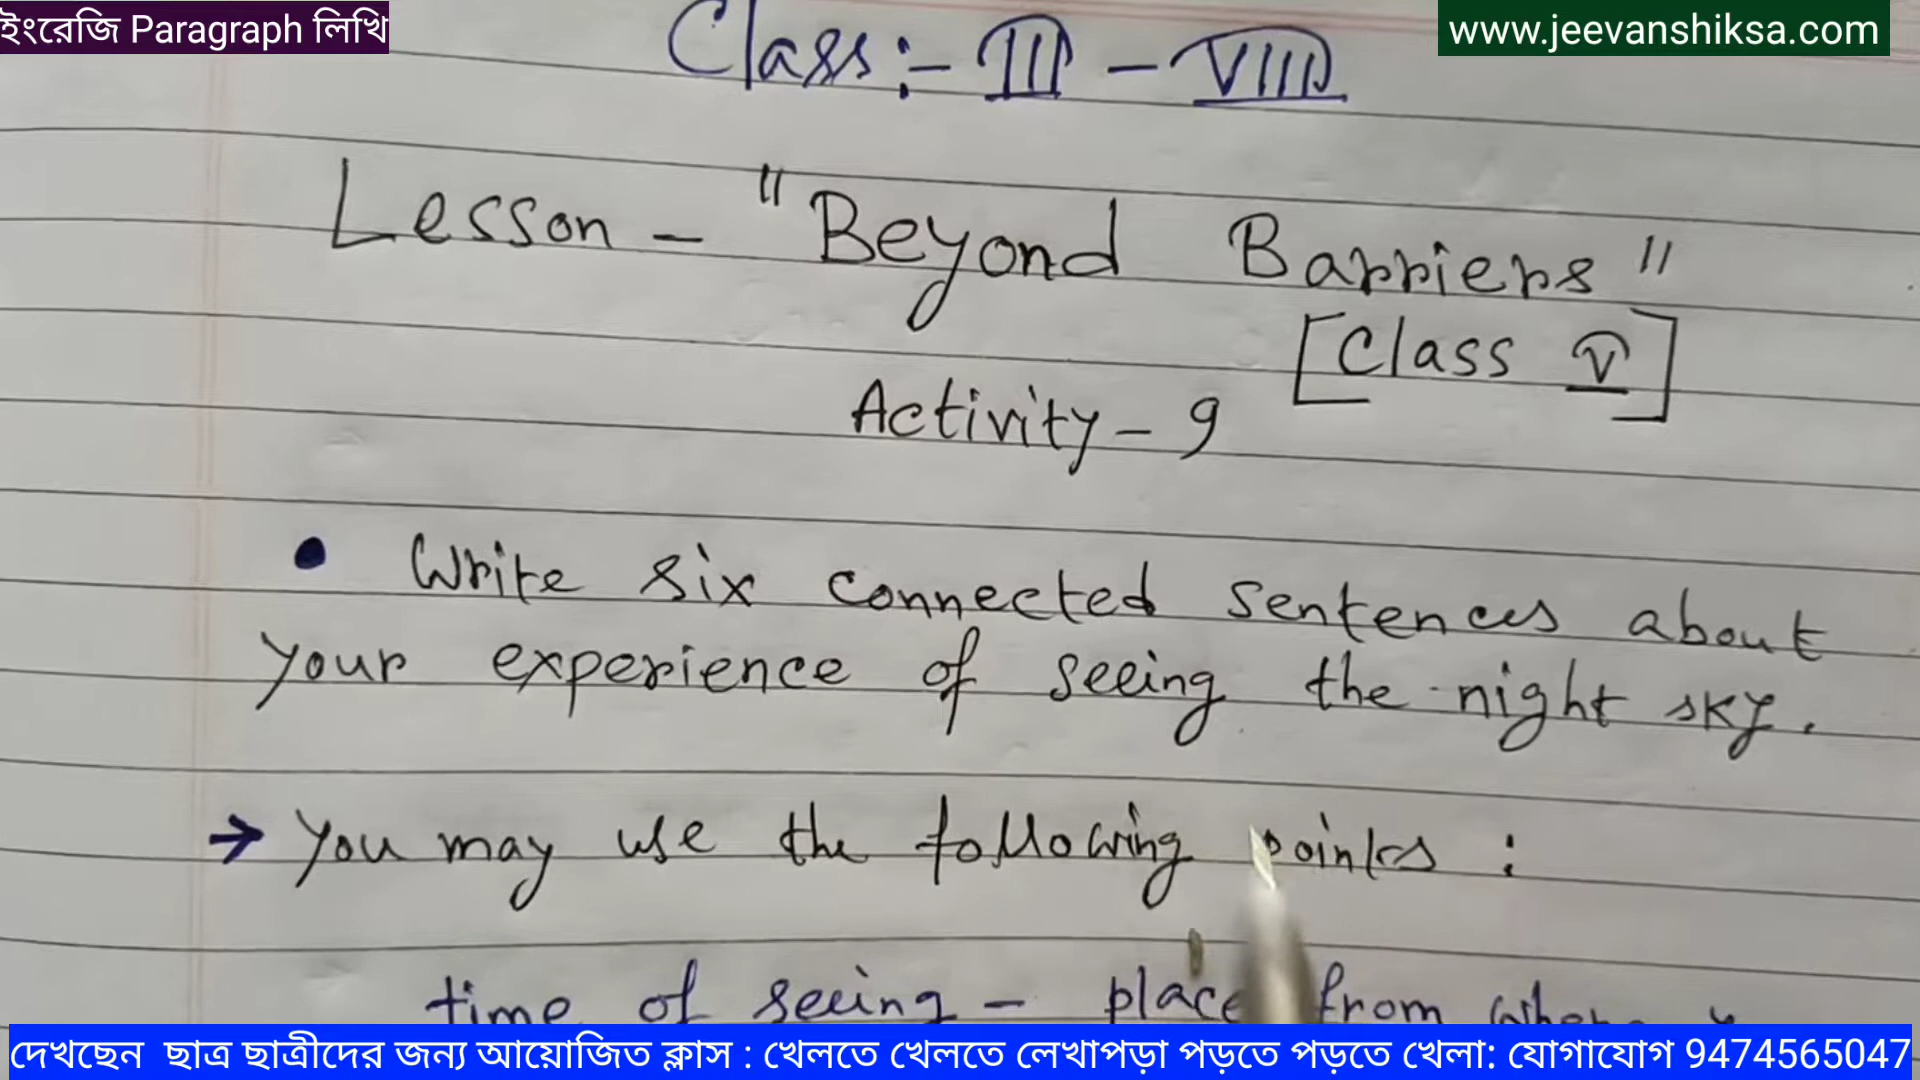 ইংরেজি Paragraph লিখি
www.jeevanshiksa.com
Class:- III - VIII
Lesson - "Beyond Barriers"
[Class V]
Activity - 9
• Write six connected sentences about
your experience of seeing the night sky.
→ You may use the following points :
time of seeing - place from where
দেখছেন ছাত্র ছাত্রীদের জন্য আয়োজিত ক্লাস : খেলতে খেলতে লেখাপড়া পড়তে পড়তে খেলা: যোগাযোগ 9474565047